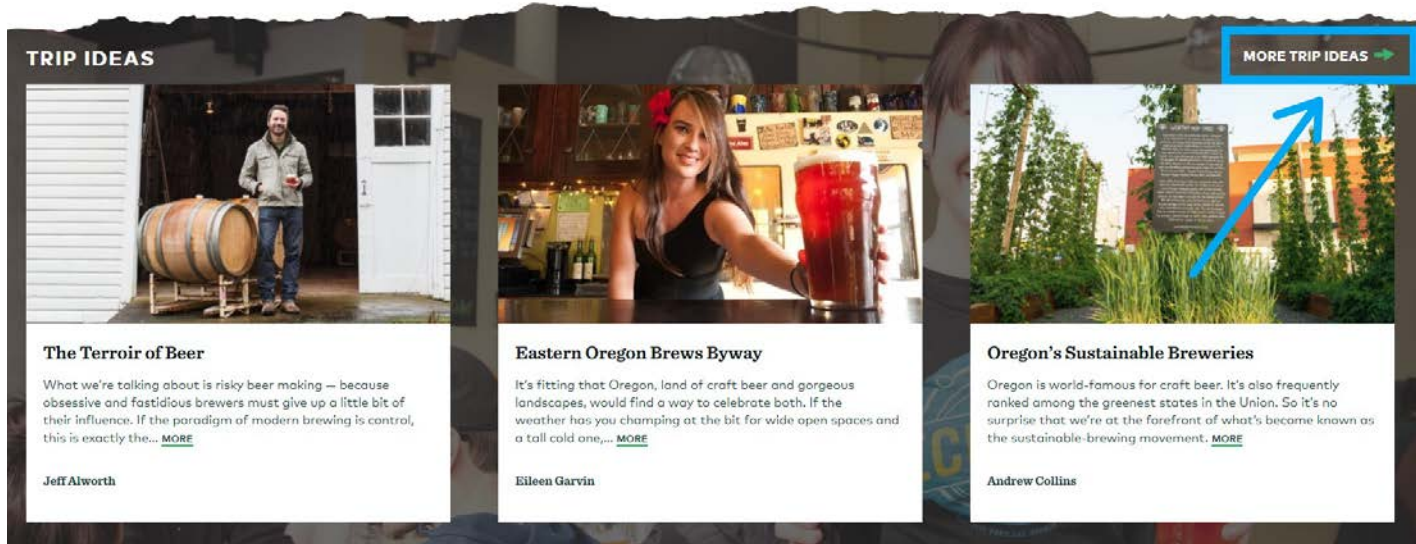 TRIP IDEAS
MORE TRIP IDEAS
The Terroir of Beer
What we're talking about is risky beer making — because
obsessive and fastidious brewers must give up a little bit of
their influence. If the paradigm of modern brewing is control,
this is exactly the... MORE
Jeff Alworth
Eastern Oregon Brews Byway
It's fitting that Oregon, land of craft beer and gorgeous
landscapes, would find a way to celebrate both. If the
weather has you champing at the bit for wide open spaces and
a tall cold one,... MORE
Eileen Garvin
Oregon's Sustainable Breweries
Oregon is world-famous for craft beer. It's also frequently
ranked among the greenest states in the Union. So it's no
surprise that we're at the forefront of what's become known as
the sustainable-brewing movement. MORE
Andrew Collins